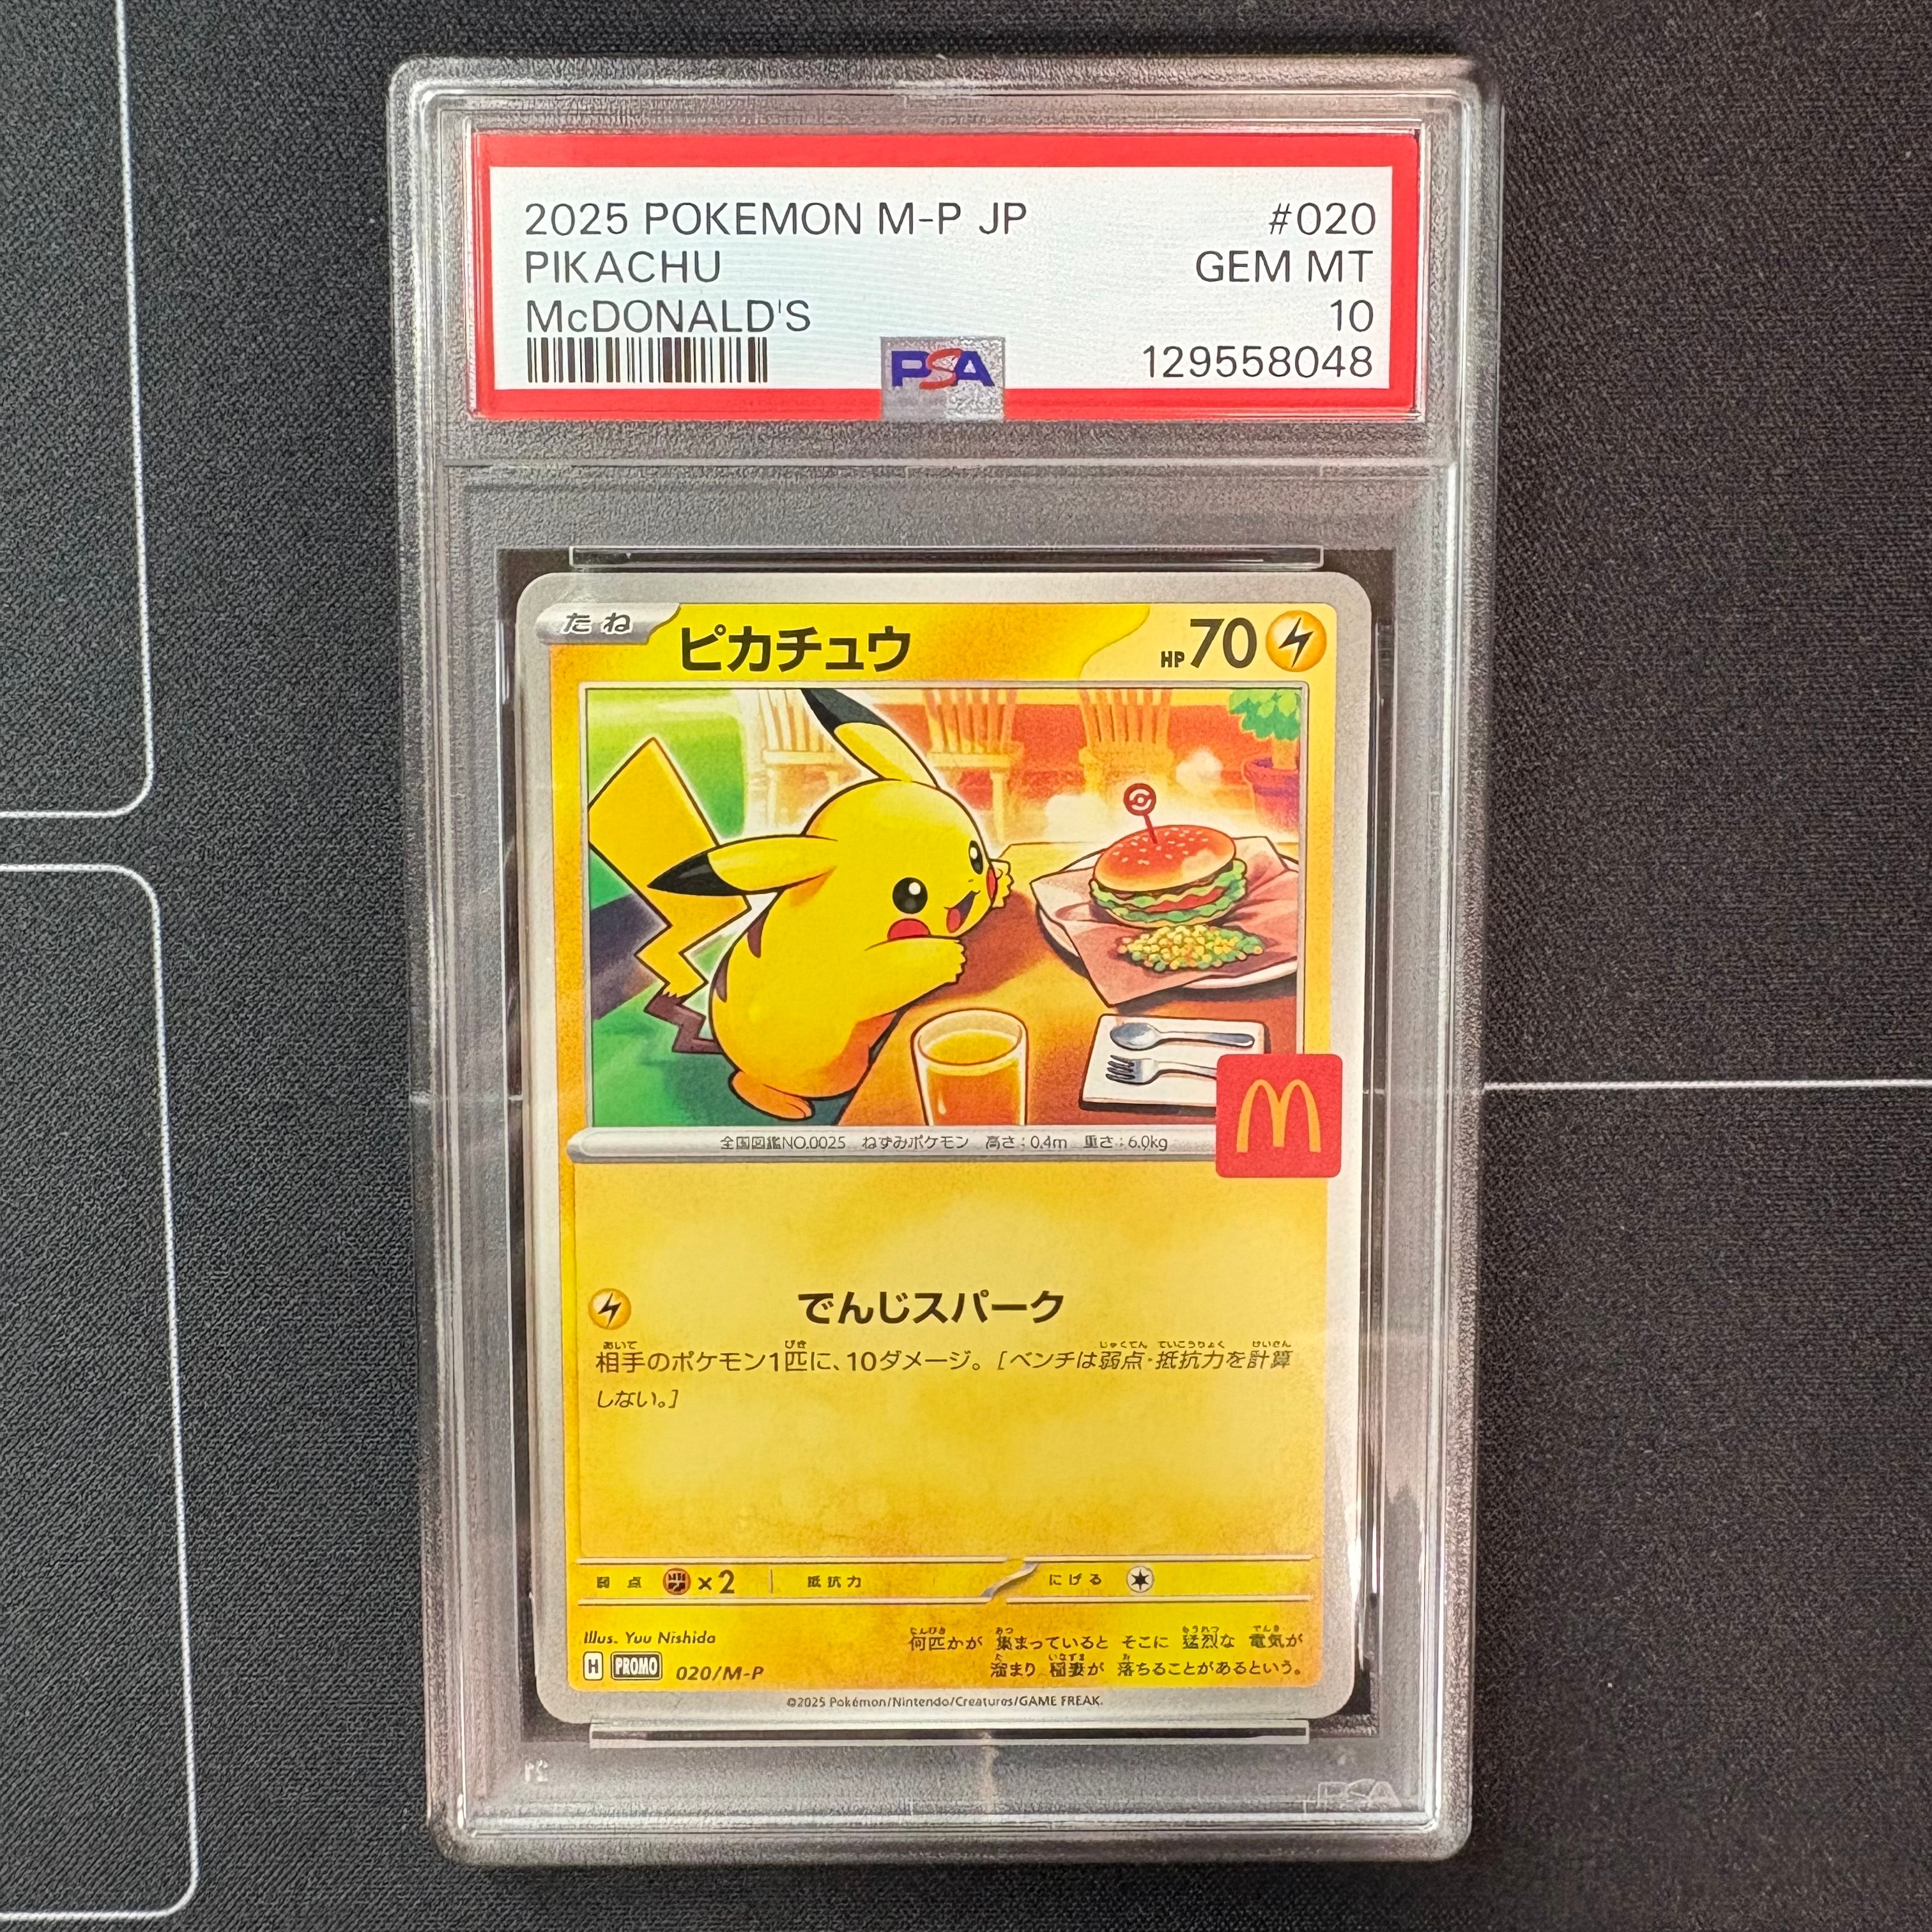 2025 POKEMON M-P JP #020
PIKACHU GEM MT
McDONALD'S 10
PSA 129558048
たね ピカチュウ HP70
全国図鑑NO.0025 ねずみポケモン 高さ:0.4m 重さ:6.0kg
でんじスパーク
相手のポケモン1匹に、10ダメージ。[ベンチは弱点・抵抗力を計算
しない。]
弱点 ×2 抵抗力 にげる
Illus. Yuu Nishida
何匹かが 集まっていると そこに 猛烈な 電気が
溜まり 稲妻が 落ちることがあるという。
H PROMO 020/M-P
©2025 Pokémon/Nintendo/Creatures/GAME FREAK.
PSA